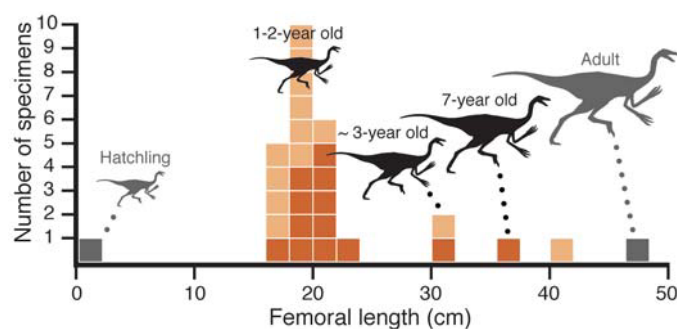 Number of specimens
10
9
8
7
6
5
4
3
2
1
1-2-year old
Adult
7-year old
~ 3-year old
Hatchling
0
10
20
30
40
50
Femoral length (cm)